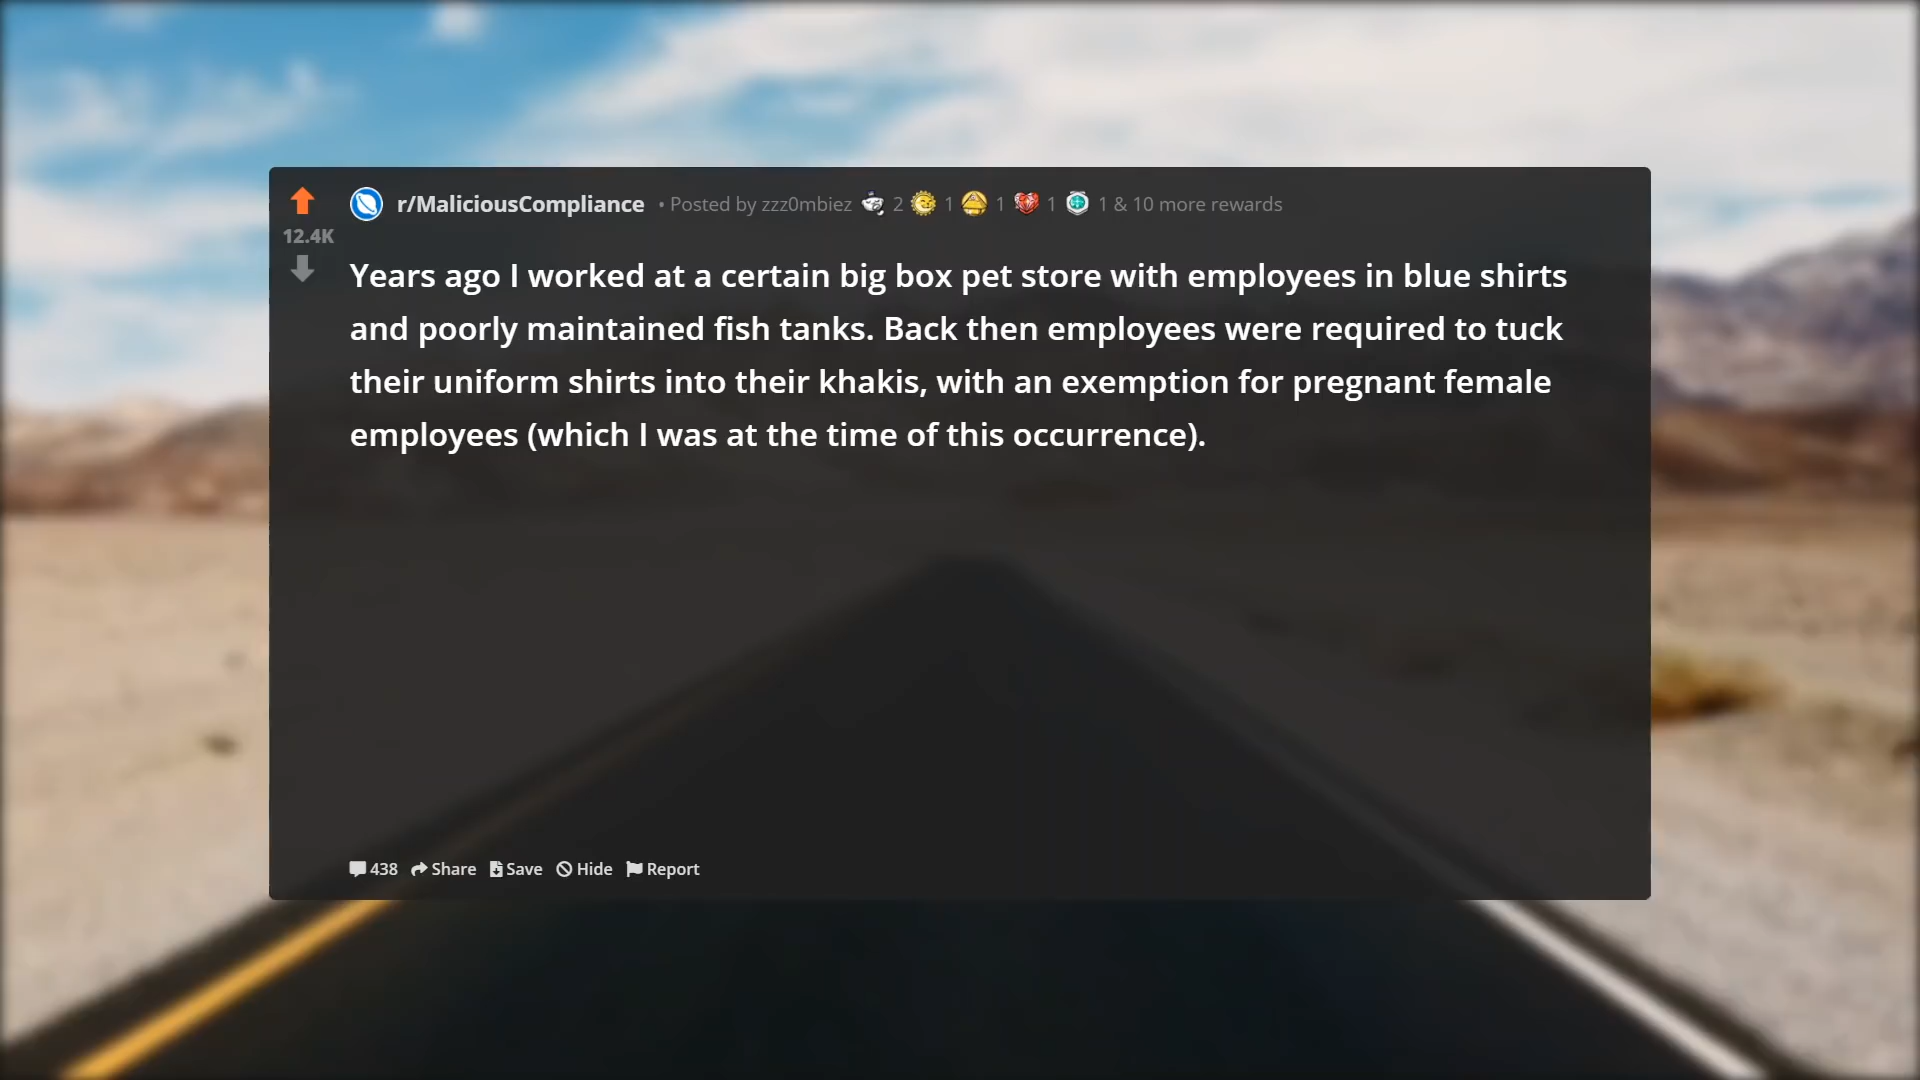 r/MaliciousCompliance • Posted by zzz0mbiez 2 1 1 1 1 & 10 more rewards
12.4K
Years ago I worked at a certain big box pet store with employees in blue shirts
and poorly maintained fish tanks. Back then employees were required to tuck
their uniform shirts into their khakis, with an exemption for pregnant female
employees (which I was at the time of this occurrence).
438 Share Save Hide Report